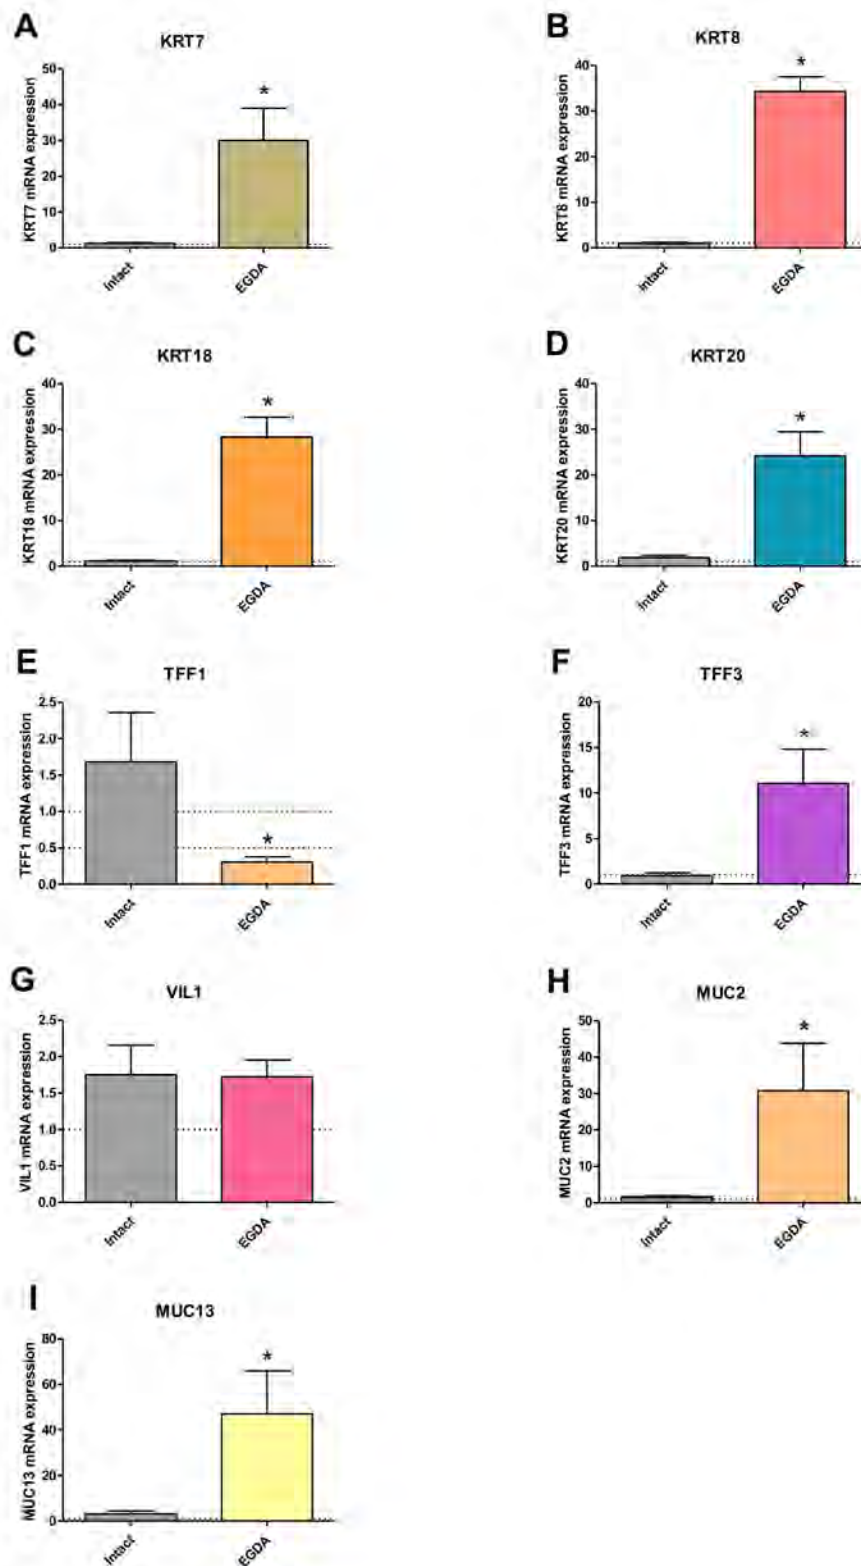 A
KRT7
KRT7 mRNA expression
50
40
30
20
10
0
*
Intact
EGDA
B
KRT8
KRT8 mRNA expression
40
30
20
10
0
*
Intact
EGDA
C
KRT18
KRT18 mRNA expression
40
30
20
10
0
*
Intact
EGDA
D
KRT20
KRT20 mRNA expression
40
30
20
10
0
*
Intact
EGDA
E
TFF1
TFF1 mRNA expression
2.5
2.0
1.5
1.0
0.5
0.0
*
Intact
EGDA
F
TFF3
TFF3 mRNA expression
20
15
10
5
0
*
Intact
EGDA
G
VIL1
VIL1 mRNA expression
2.5
2.0
1.5
1.0
0.5
0.0
Intact
EGDA
H
MUC2
MUC2 mRNA expression
50
40
30
20
10
0
*
Intact
EGDA
I
MUC13
MUC13 mRNA expression
80
60
40
20
0
*
Intact
EGDA